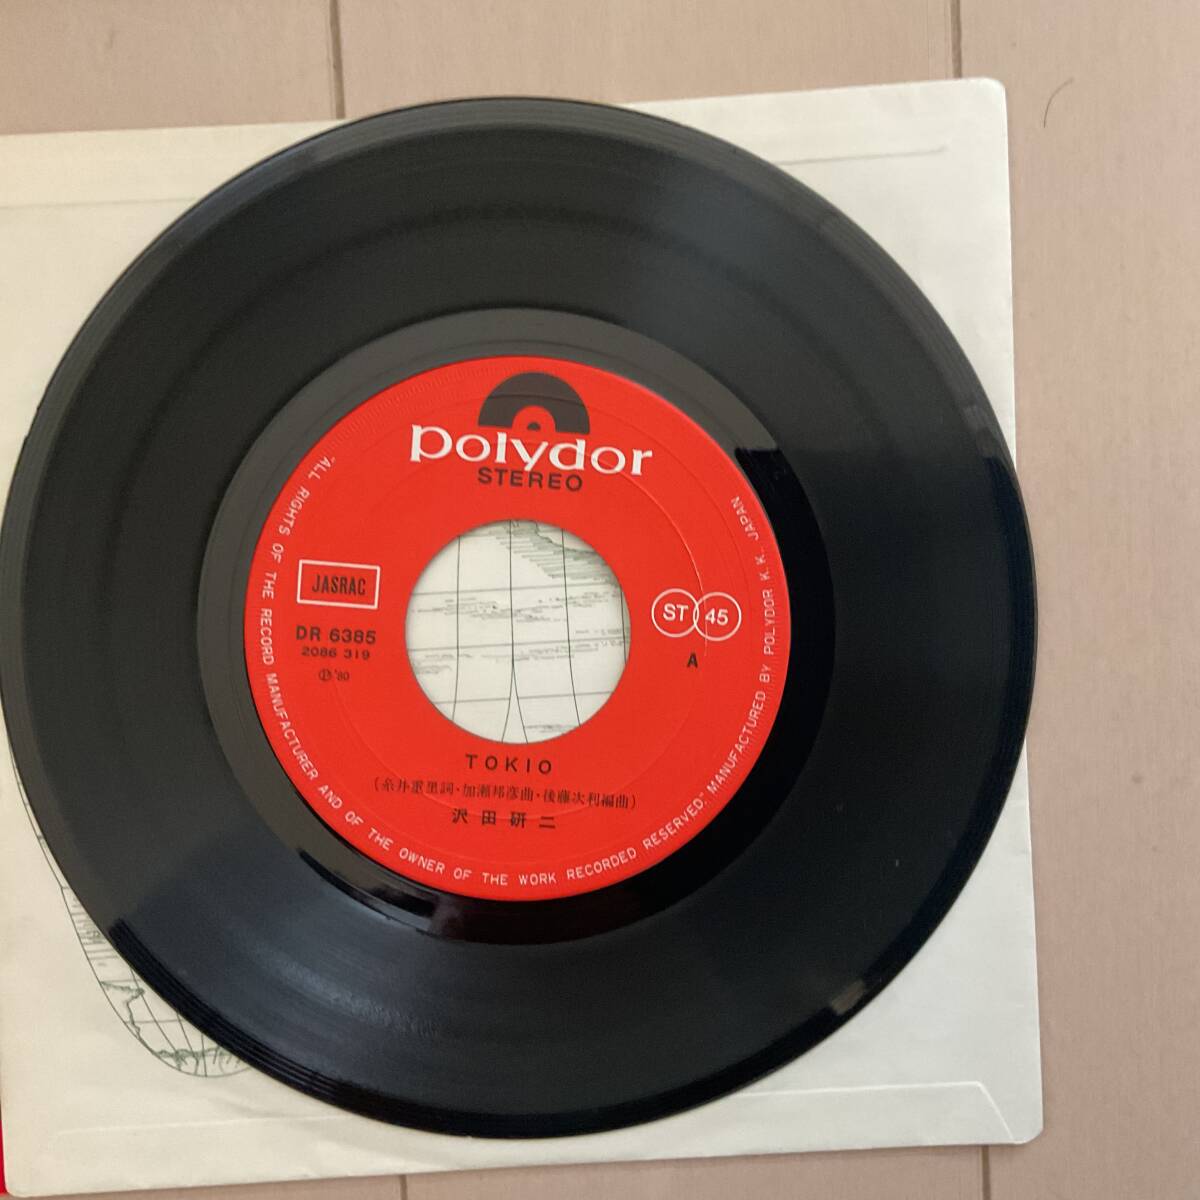 polydor
STEREO
JASRAC
DR 6385
2086 319
Ⓟ '80
ST 45
A
TOKIO
(糸井重里詞・加瀬邦彦曲・後藤次利編曲)
沢田研二
"ALL RIGHTS OF THE RECORD MANUFACTURER AND OF THE OWNER OF THE WORK RECORDED RESERVED." MANUFACTURED BY POLYDOR K.K. JAPAN